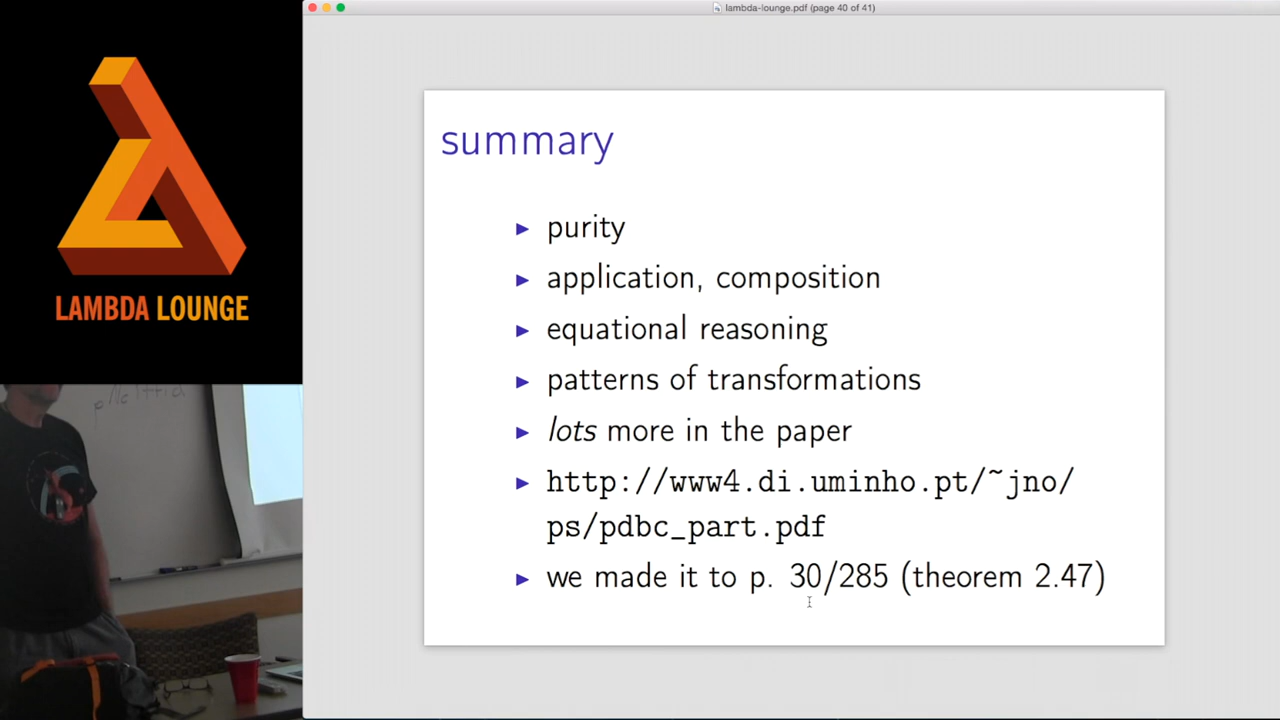 lambda-lounge.pdf (page 40 of 41)
LAMBDA LOUNGE
summary
▶ purity
▶ application, composition
▶ equational reasoning
▶ patterns of transformations
▶ lots more in the paper
▶ http://www4.di.uminho.pt/~jno/
ps/pdbc_part.pdf
▶ we made it to p. 30/285 (theorem 2.47)